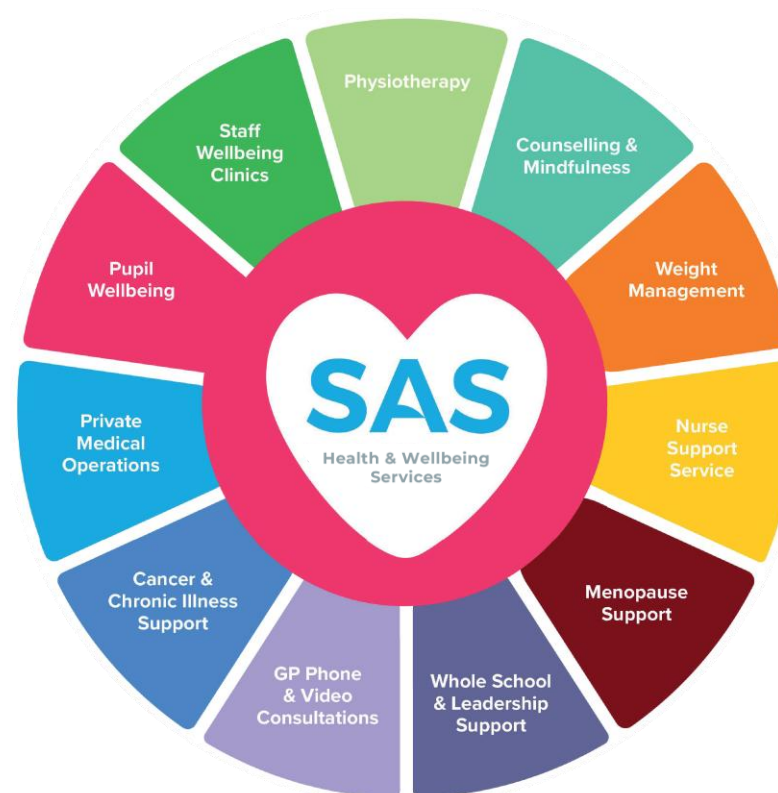 Physiotherapy
Counselling &
Mindfulness
Weight
Management
Nurse
Support
Service
Menopause
Support
Whole School
& Leadership
Support
GP Phone
& Video
Consultations
Cancer &
Chronic Illness
Support
Private
Medical
Operations
Pupil
Wellbeing
Staff
Wellbeing
Clinics
SAS
Health & Wellbeing
Services